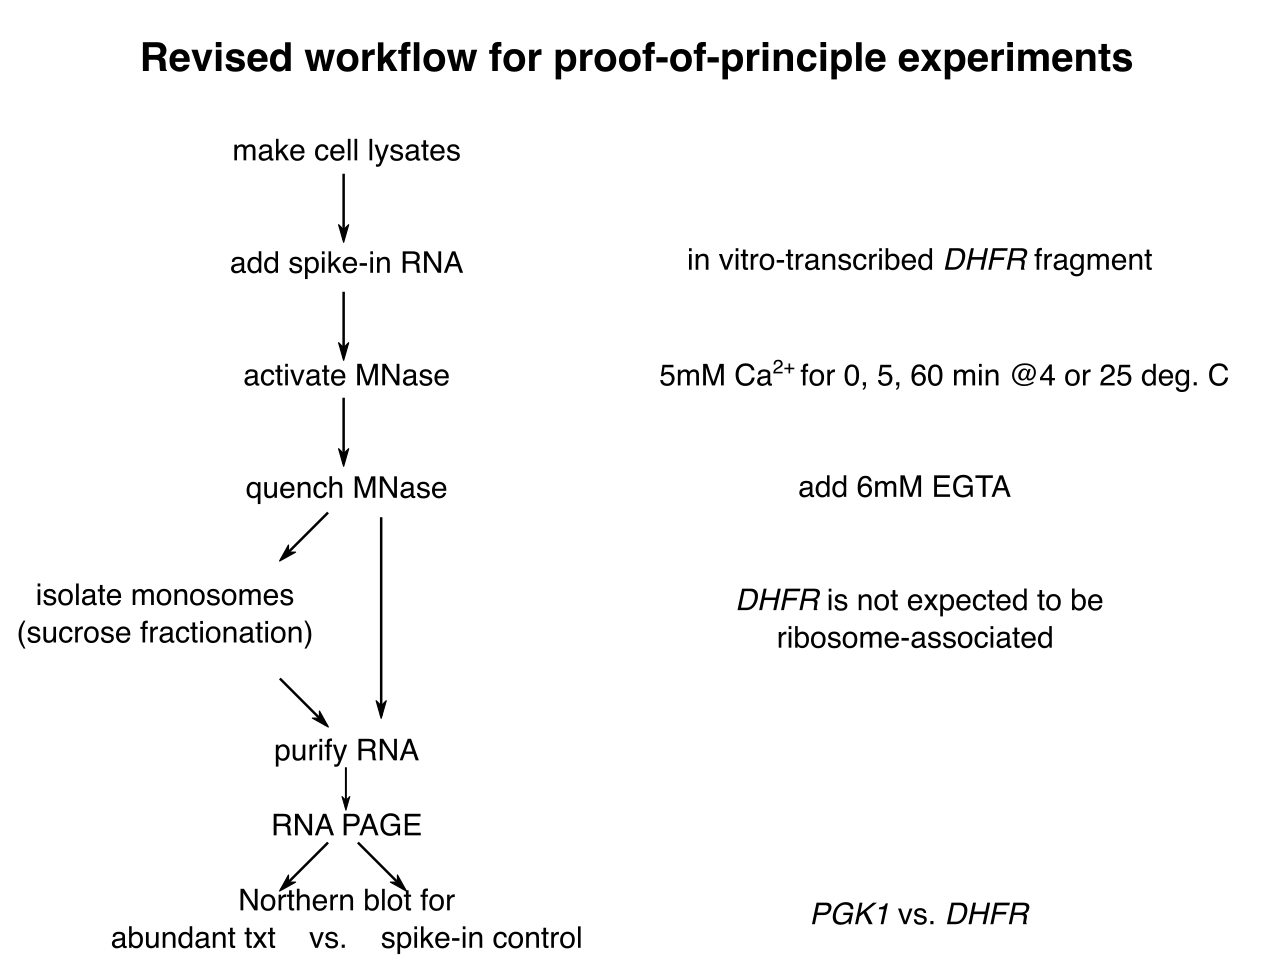 Revised workflow for proof-of-principle experiments
make cell lysates
add spike-in RNA
in vitro-transcribed DHFR fragment
activate MNase
5mM Ca2+ for 0, 5, 60 min @4 or 25 deg. C
quench MNase
add 6mM EGTA
isolate monosomes
(sucrose fractionation)
DHFR is not expected to be
ribosome-associated
purify RNA
RNA PAGE
Northern blot for
abundant txt vs. spike-in control
PGK1 vs. DHFR